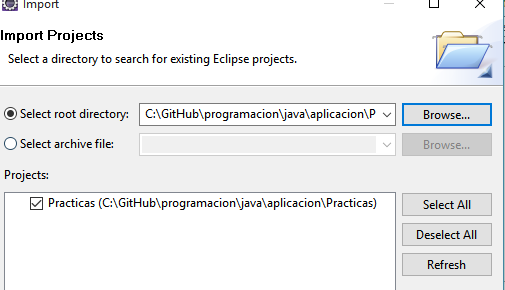 Import
Import Projects
Select a directory to search for existing Eclipse projects.
Select root directory: C:\GitHub\programacion\java\aplicacion\P Browse...
Select archive file: Browse...
Projects:
Practicas (C:\GitHub\programacion\java\aplicacion\Practicas) Select All
Deselect All
Refresh